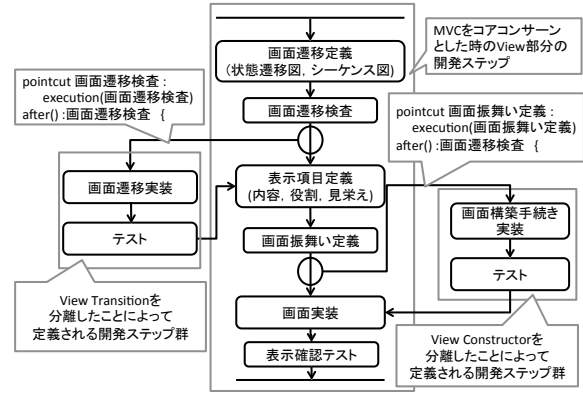 画面遷移定義
(状態遷移図, シーケンス図)
MVCをコアコンサーン
とした時のView部分の
開発ステップ
pointcut 画面遷移検査 :
execution(画面遷移検査)
after() :画面遷移検査 {
画面遷移検査
pointcut 画面振舞い定義 :
execution(画面振舞い定義)
after() :画面遷移検査 {
画面遷移実装
テスト
表示項目定義
(内容, 役割, 見栄え)
画面振舞い定義
画面構築手続き
実装
テスト
View Transitionを
分離したことによって
定義される開発ステップ群
画面実装
表示確認テスト
View Constructorを
分離したことによって
定義される開発ステップ群